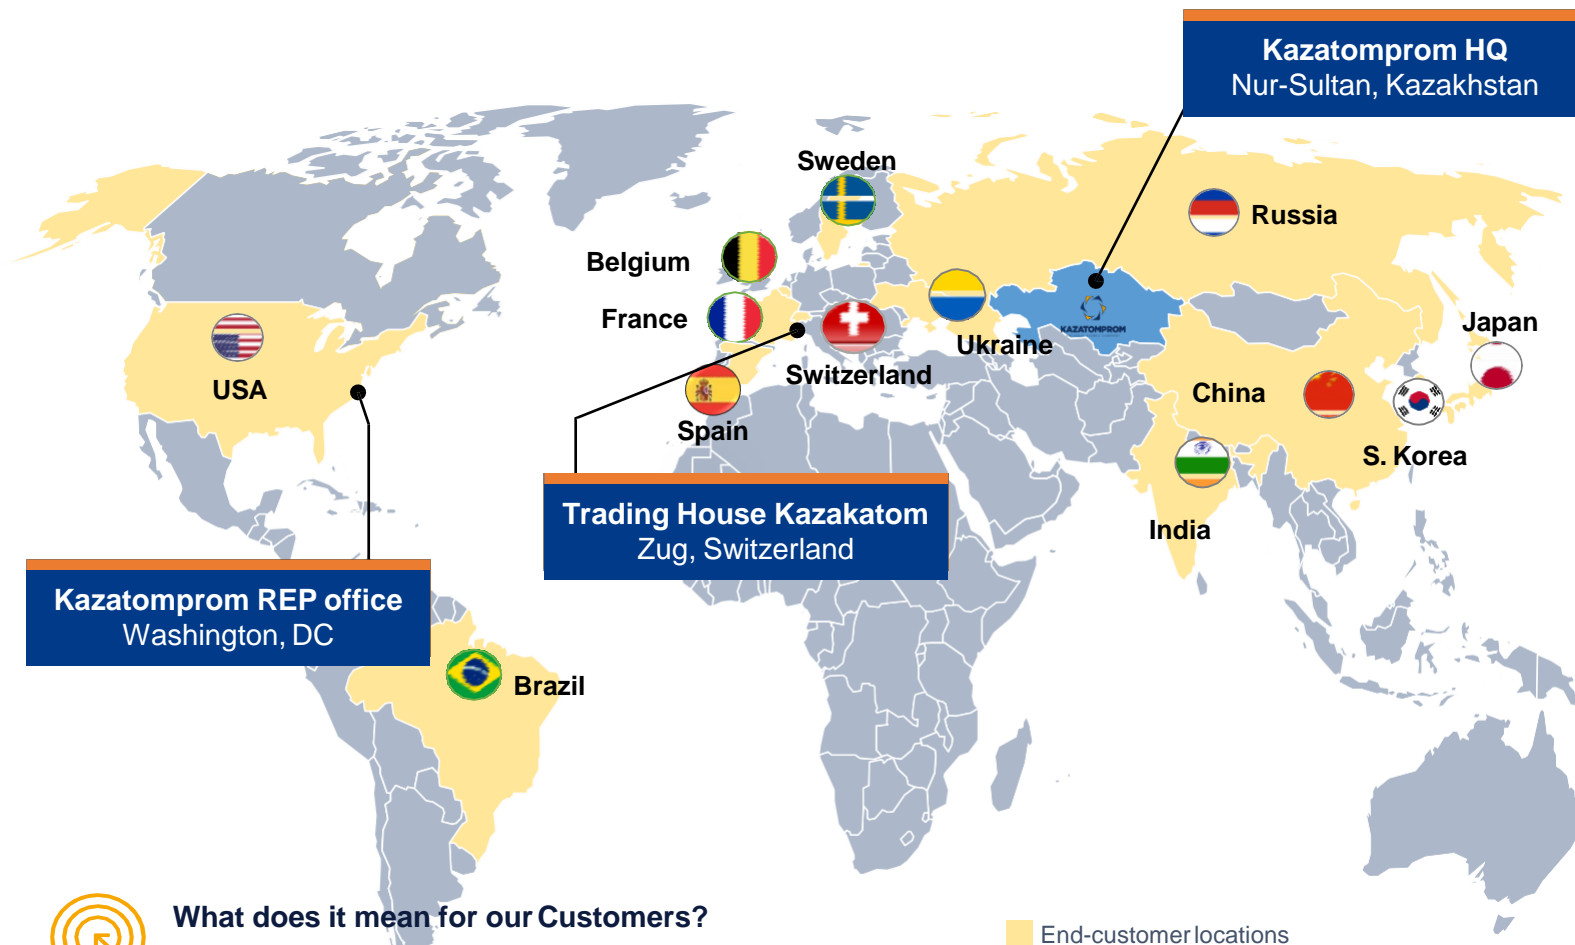 Kazatomprom HQ
Nur-Sultan, Kazakhstan
Sweden
Russia
Belgium
France
KAZATOMPROM
Japan
Ukraine
Switzerland
USA
China
Spain
S. Korea
Trading House Kazakatom
Zug, Switzerland
India
Kazatomprom REP office
Washington, DC
Brazil
What does it mean for our Customers?
End-customer locations